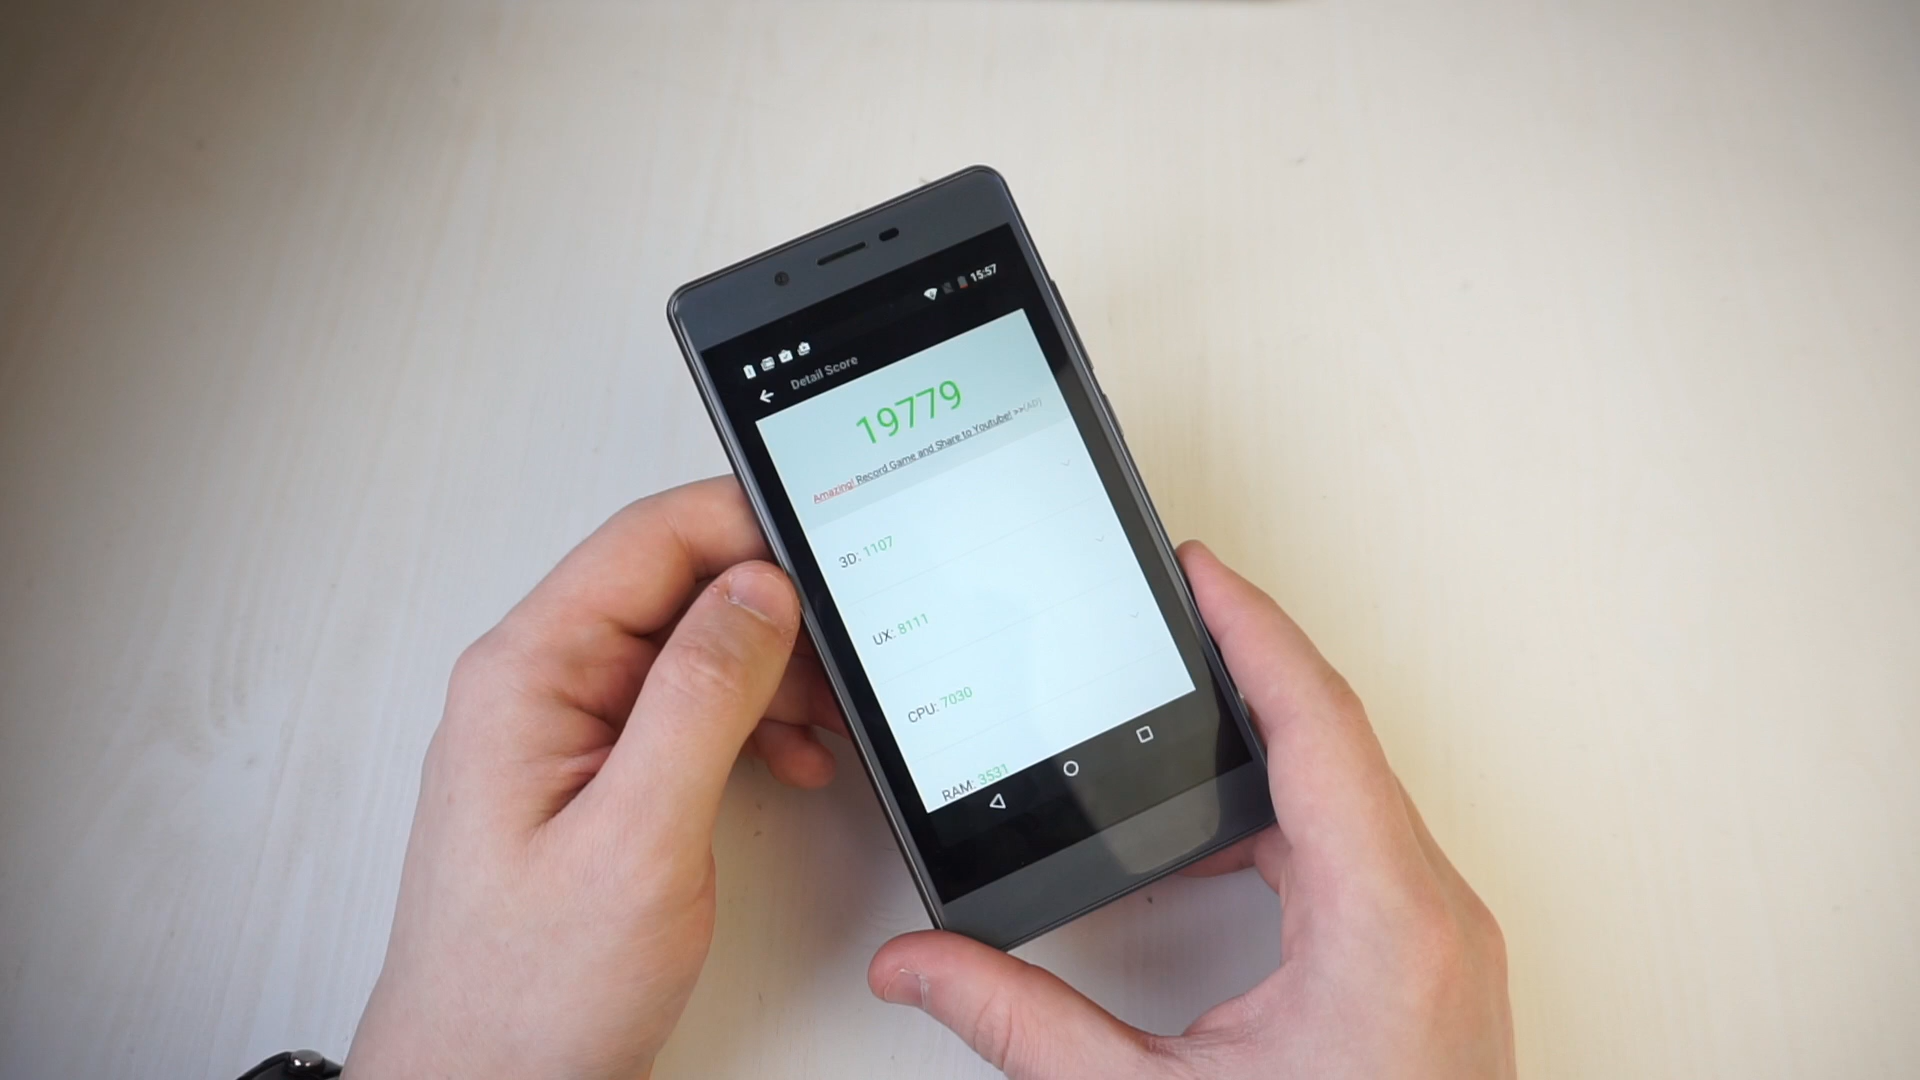 15:57
Detail Score
19779
Amazing! Record Game and Share to Youtube! >>(AD)
3D: 1107
UX: 8111
CPU: 7030
RAM: 3531